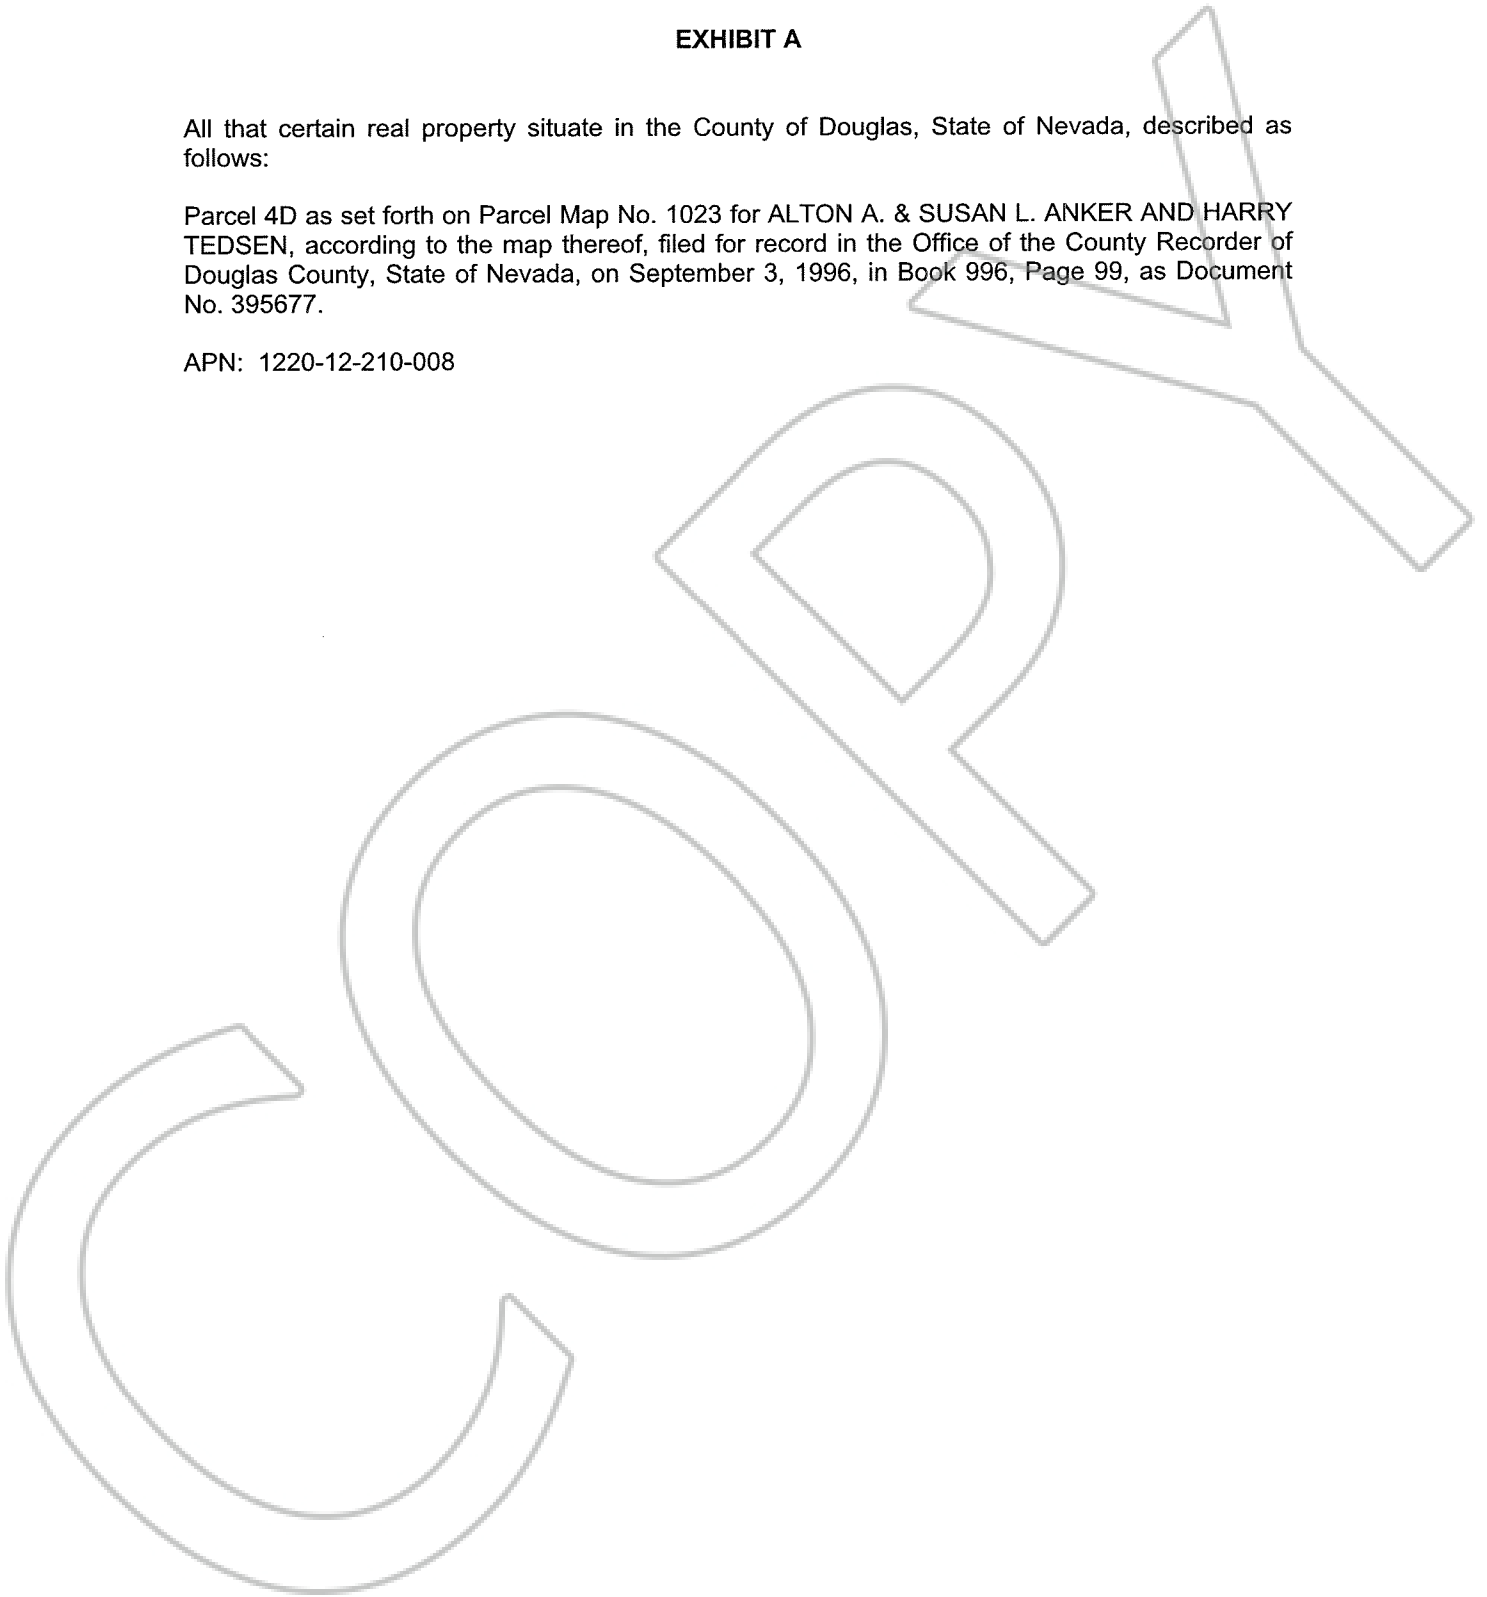 EXHIBIT A
All that certain real property situate in the County of Douglas, State of Nevada, described as
follows:
Parcel 4D as set forth on Parcel Map No. 1023 for ALTON A. & SUSAN L. ANKER AND HARRY
TEDSEN, according to the map thereof, filed for record in the Office of the County Recorder of
Douglas County, State of Nevada, on September 3, 1996, in Book 996, Page 99, as Document
No. 395677.
APN: 1220-12-210-008
COPY